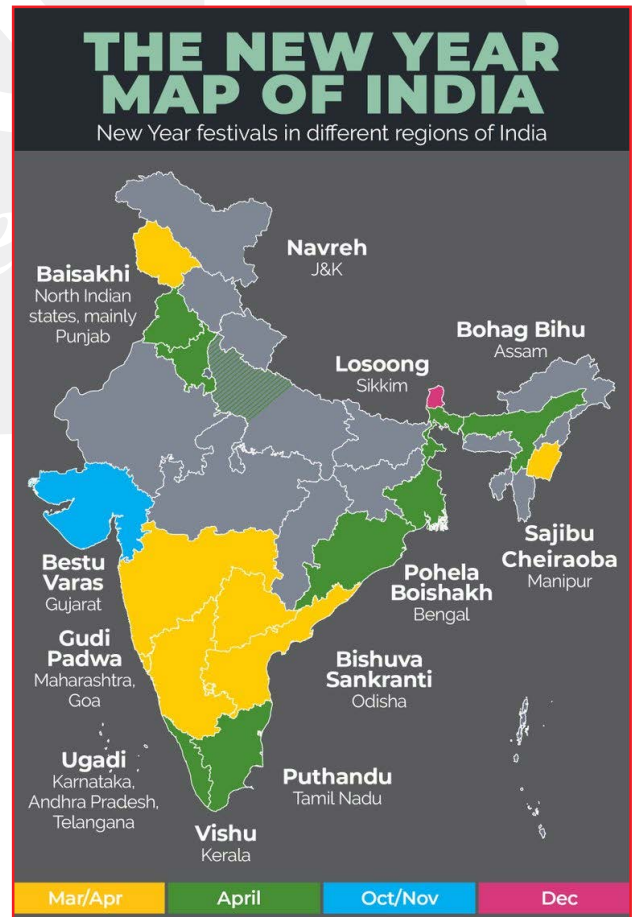 THE NEW YEAR
MAP OF INDIA
New Year festivals in different regions of India
Navreh
J&K
Baisakhi
North Indian
states, mainly
Punjab
Bohag Bihu
Assam
Losoong
Sikkim
Sajibu
Cheiraoba
Manipur
Bestu
Varas
Gujarat
Pohela
Boishakh
Bengal
Gudi
Padwa
Maharashtra,
Goa
Bishuva
Sankranti
Odisha
Ugadi
Karnataka,
Andhra Pradesh,
Telangana
Puthandu
Tamil Nadu
Vishu
Kerala
Mar/Apr
April
Oct/Nov
Dec